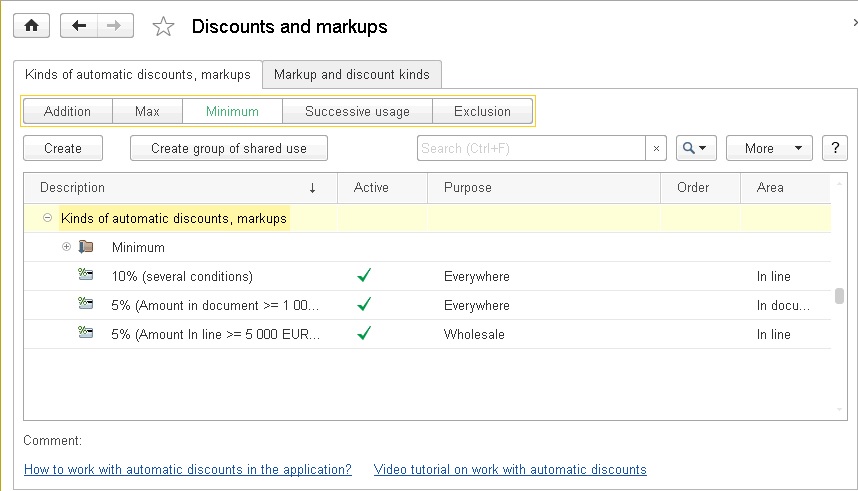 Discounts and markups
Kinds of automatic discounts, markups Markup and discount kinds
Addition Max Minimum Successive usage Exclusion
Create Create group of shared use Search (Ctrl+F) × More ?
Description ↓ Active Purpose Order Area
Kinds of automatic discounts, markups
Minimum
10% (several conditions) Everywhere In line
5% (Amount in document >= 1 00... Everywhere In docu...
5% (Amount In line >= 5 000 EUR... Wholesale In line
Comment:
How to work with automatic discounts in the application? Video tutorial on work with automatic discounts